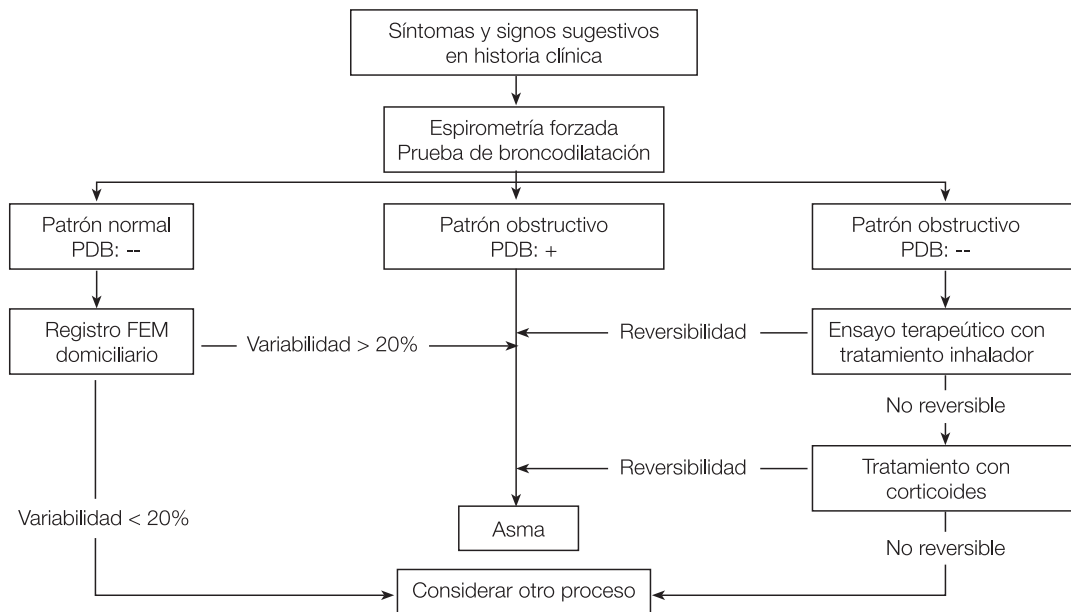 Síntomas y signos sugestivos
en historia clínica
Espirometría forzada
Prueba de broncodilatación
Patrón normal
PDB: --
Patrón obstructivo
PDB: +
Patrón obstructivo
PDB: --
Registro FEM
domiciliario
Variabilidad > 20%
Reversibilidad
Ensayo terapeútico con
tratamiento inhalador
No reversible
Reversibilidad
Tratamiento con
corticoides
Variabilidad < 20%
Asma
No reversible
Considerar otro proceso